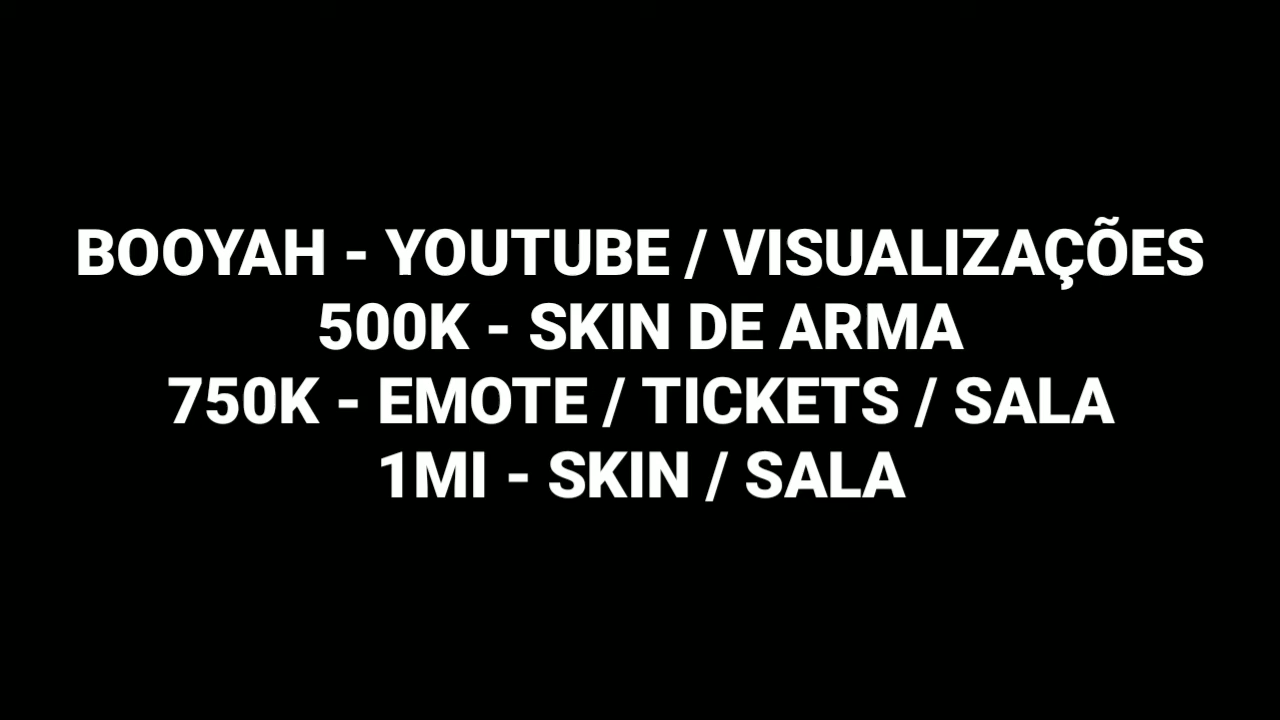 BOOYAH - YOUTUBE / VISUALIZAÇÕES
500K - SKIN DE ARMA
750K - EMOTE / TICKETS / SALA
1MI - SKIN / SALA